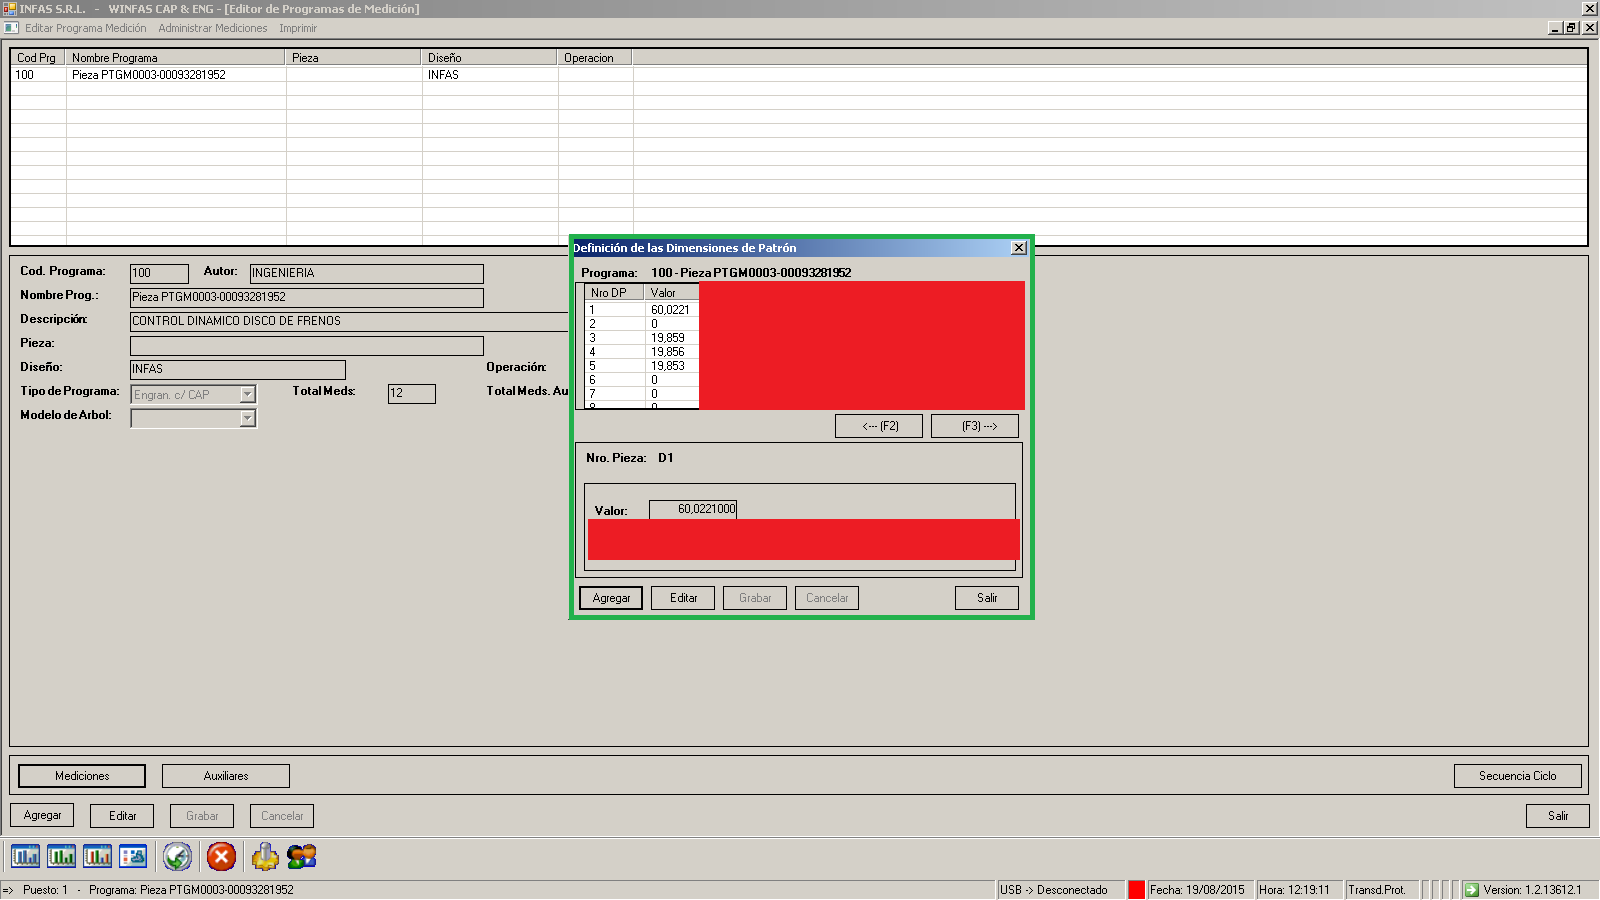 INFAS S.R.L.  -  WINFAS CAP & ENG - [Editor de Programas de Medición]
Editar Programa Medición  Administrar Mediciones  Imprimir
Cod Prg  Nombre Programa  Pieza  Diseño  Operacion
100  Pieza PTGM0003-00093281952  INFAS
Cod. Programa: 100  Autor: INGENIERIA
Nombre Prog.: Pieza PTGM0003-00093281952
Descripción: CONTROL DINAMICO DISCO DE FRENOS
Pieza:
Diseño: INFAS  Operación:
Tipo de Programa: Engran. c/ CAP  Total Meds: 12  Total Meds. Au
Modelo de Arbol:
Definición de las Dimensiones de Patrón
Programa: 100 - Pieza PTGM0003-00093281952
Nro DP  Valor
1  60,0221
2  0
3  19,859
4  19,856
5  19,853
6  0
7  0
8  0
<--- (F2)  (F3) --->
Nro. Pieza: D1
Valor: 60,0221000
Agregar  Editar  Grabar  Cancelar  Salir
Mediciones  Auxiliares  Secuencia Ciclo
Agregar  Editar  Grabar  Cancelar  Salir
=> Puesto: 1  -  Programa: Pieza PTGM0003-00093281952  USB -> Desconectado  Fecha: 19/08/2015  Hora: 12:19:11  Transd.Prot.  Version: 1.2.13612.1